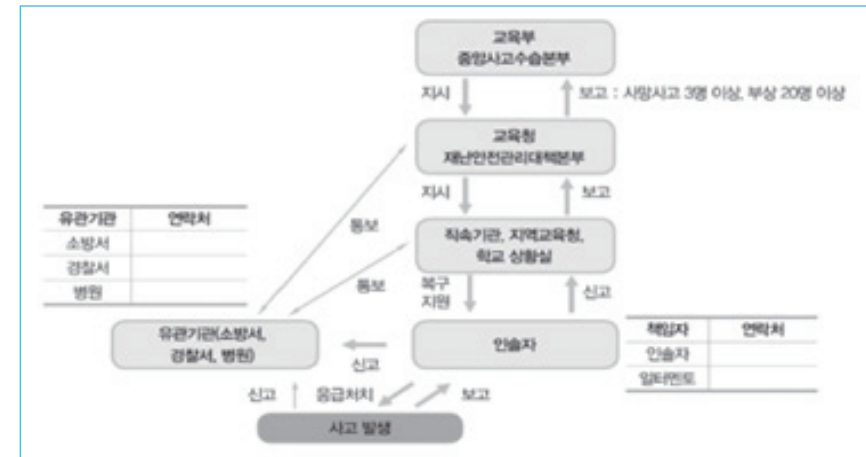 교육부
중앙사고수습본부
지시
보고 : 사망사고 3명 이상, 부상 20명 이상
교육청
재난안전관리대책본부
지시
보고
통보
유관기관 연락처
소방서
경찰서
병원
직속기관, 지역교육청,
학교 상황실
통보
복구
지원
신고
유관기관(소방서,
경찰서, 병원)
신고
인솔자
책임자 연락처
인솔자
일터멘토
신고
응급처치
보고
사고 발생